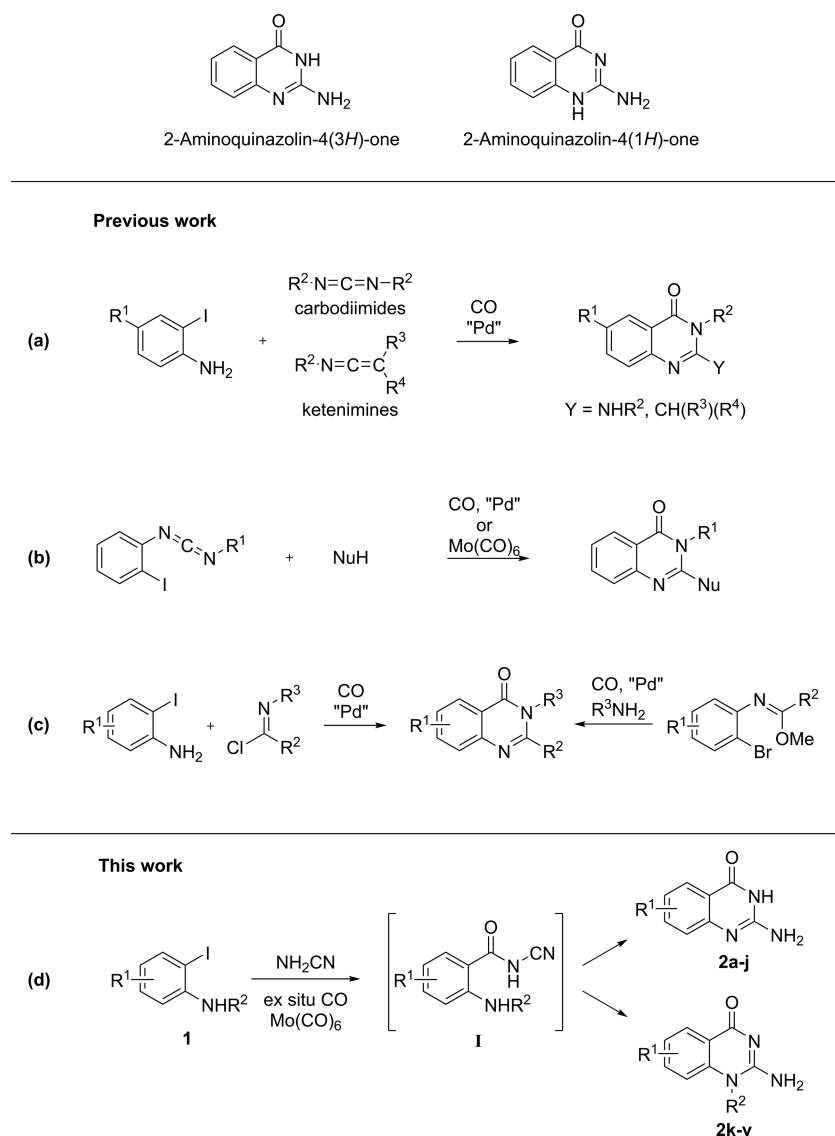 O
NH
N
NH2
2-Aminoquinazolin-4(3H)-one
O
N
N
H
NH2
2-Aminoquinazolin-4(1H)-one
Previous work
(a)
R1
I
NH2
+
R2-N=C=N-R2
carbodiimides
R2-N=C=C
R3
R4
ketenimines
CO
"Pd"
O
R1
N
R2
N
Y
Y = NHR2, CH(R3)(R4)
(b)
N=C=N
R1
I
+
NuH
CO, "Pd"
or
Mo(CO)6
O
N
R1
N
Nu
(c)
R1
I
NH2
+
N
R3
Cl
R2
CO
"Pd"
O
R1
N
R3
N
R2
CO, "Pd"
R3NH2
R1
N
R2
OMe
Br
This work
(d)
R1
I
NHR2
1
NH2CN
ex situ CO
Mo(CO)6
O
R1
N
H
CN
NHR2
I
O
R1
NH
N
NH2
2a-j
O
R1
N
N
NH2
R2
2k-v